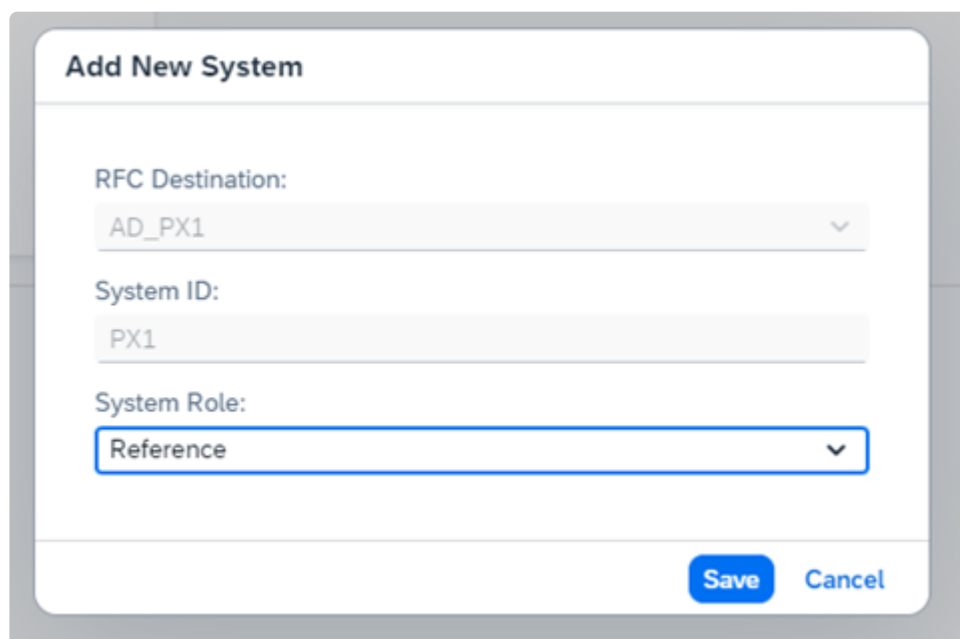 Add New System
RFC Destination:
AD_PX1
System ID:
PX1
System Role:
Reference
Save Cancel